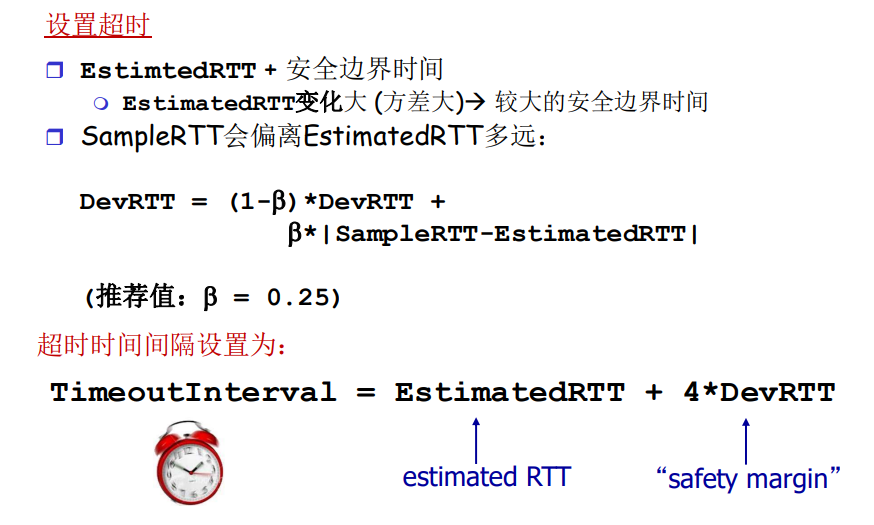 设置超时
EstimtedRTT + 安全边界时间
EstimatedRTT变化大 (方差大)→ 较大的安全边界时间
SampleRTT会偏离EstimatedRTT多远：
DevRTT = (1-β)*DevRTT +
β*|SampleRTT-EstimatedRTT|
(推荐值：β = 0.25)
超时时间间隔设置为：
TimeoutInterval = EstimatedRTT + 4*DevRTT
estimated RTT “safety margin”